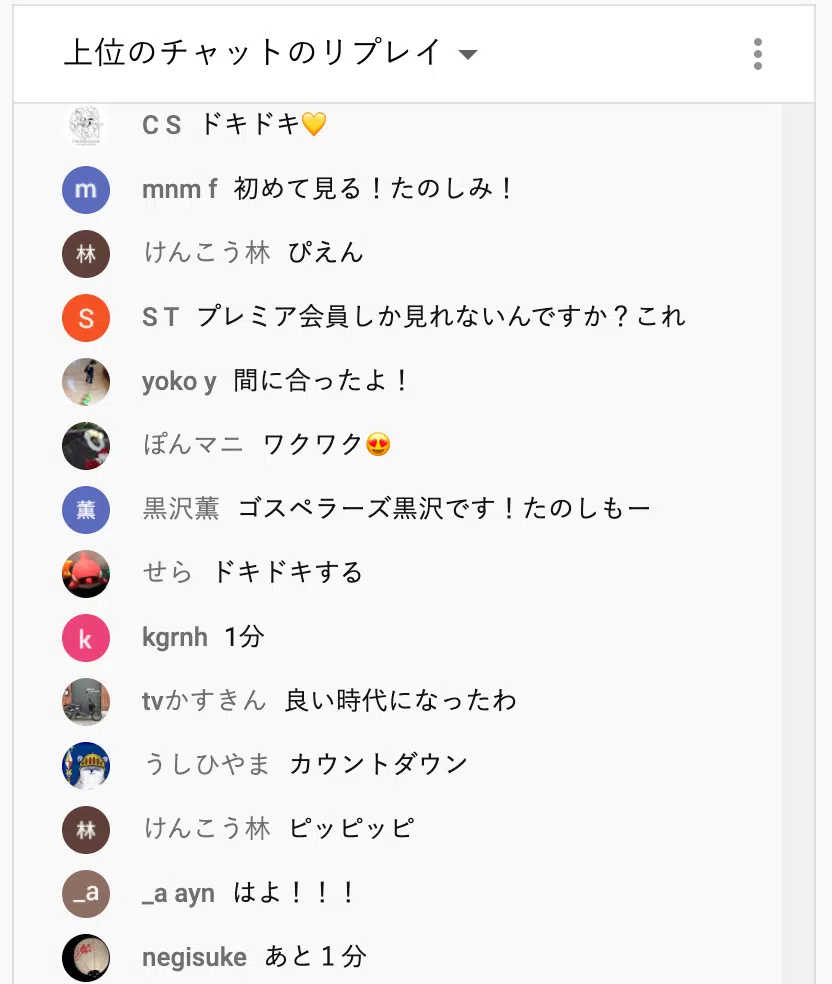 上位のチャットのリプレイ
C S ドキドキ💛
m mnm f 初めて見る！たのしみ！
林 けんこう林 ぴえん
S S T プレミア会員しか見れないんですか？これ
yoko y 間に合ったよ！
ぽんマニ ワクワク😍
薫 黒沢薫 ゴスペラーズ黒沢です！たのしもー
せら ドキドキする
k kgrnh 1分
tvかすきん 良い時代になったわ
うしひやま カウントダウン
林 けんこう林 ピッピッピ
_a _a ayn はよ！！！
negisuke あと１分